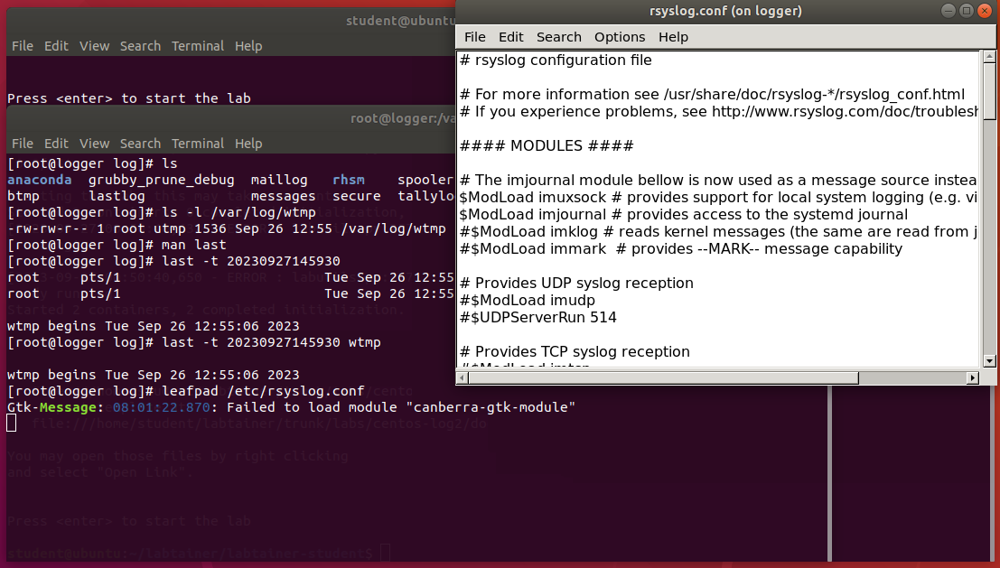 student@ubuntu
File Edit View Search Terminal Help
Press <enter> to start the lab
root@logger:/va
File Edit View Search Terminal Help
[root@logger log]# ls
anaconda grubby_prune_debug maillog rhsm spooler
btmp lastlog messages secure tallylo
[root@logger log]# ls -l /var/log/wtmp
-rw-rw-r-- 1 root utmp 1536 Sep 26 12:55 /var/log/wtmp
[root@logger log]# man last
[root@logger log]# last -t 20230927145930
root pts/1 Tue Sep 26 12:55
root pts/1 Tue Sep 26 12:55
Started 2 containers, 2 completed initialization.
wtmp begins Tue Sep 26 12:55:06 2023
[root@logger log]# last -t 20230927145930 wtmp
wtmp begins Tue Sep 26 12:55:06 2023
[root@logger log]# leafpad /etc/rsyslog.conf
Gtk-Message: 08:01:22.870: Failed to load module "canberra-gtk-module"
file:///home/student/labtainer/trunk/labs/centos-log2/do
You may open those files by right clicking
and select "Open Link".
Press <enter> to start the lab
student@ubuntu:~/labtainer/labtainer-student$
rsyslog.conf (on logger)
File Edit Search Options Help
# rsyslog configuration file
# For more information see /usr/share/doc/rsyslog-*/rsyslog_conf.html
# If you experience problems, see http://www.rsyslog.com/doc/troublesh
#### MODULES ####
# The imjournal module bellow is now used as a message source instea
$ModLoad imuxsock # provides support for local system logging (e.g. vi
$ModLoad imjournal # provides access to the systemd journal
#$ModLoad imklog # reads kernel messages (the same are read from j
#$ModLoad immark # provides --MARK-- message capability
# Provides UDP syslog reception
#$ModLoad imudp
#$UDPServerRun 514
# Provides TCP syslog reception
#$ModLoad imtcp